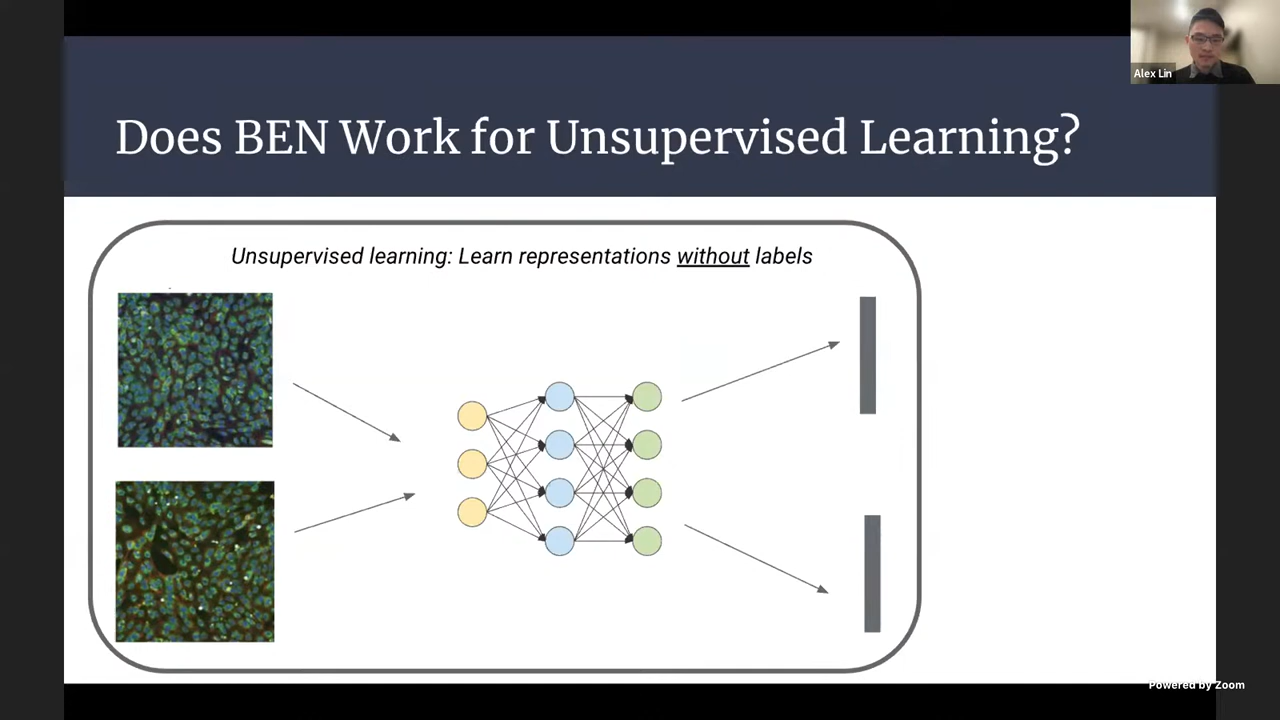 Alex Lin
Does BEN Work for Unsupervised Learning?
Unsupervised learning: Learn representations without labels
Powered by Zoom